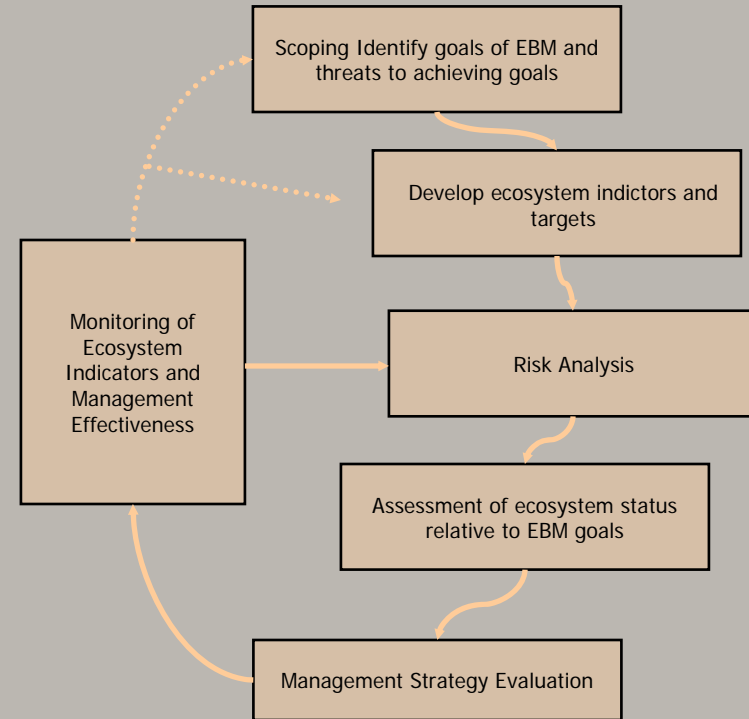 Scoping Identify goals of EBM and
threats to achieving goals
Develop ecosystem indictors and
targets
Monitoring of
Ecosystem
Indicators and
Management
Effectiveness
Risk Analysis
Assessment of ecosystem status
relative to EBM goals
Management Strategy Evaluation